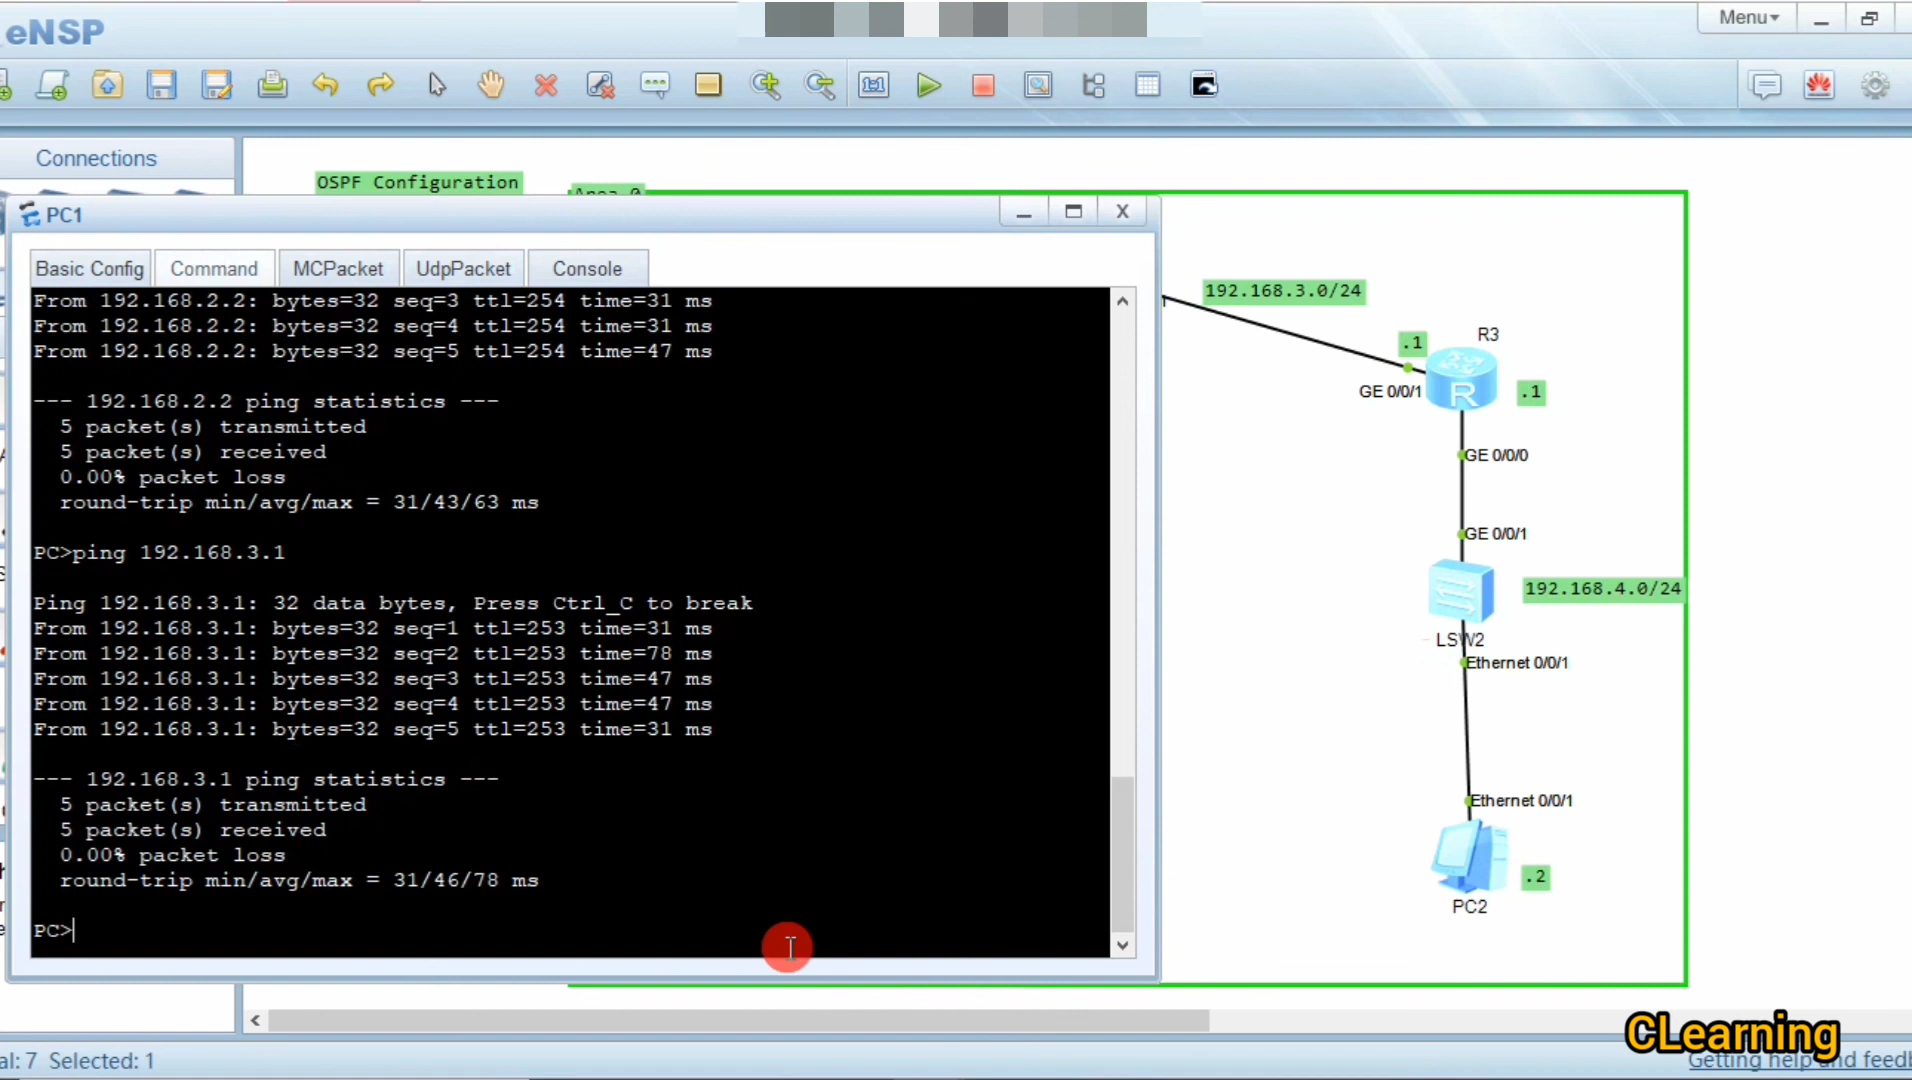 eNSP
Menu
1:1
Connections
OSPF Configuration
Area 0
PC1
X
Basic Config
Command
MCPacket
UdpPacket
Console
From 192.168.2.2: bytes=32 seq=3 ttl=254 time=31 ms
From 192.168.2.2: bytes=32 seq=4 ttl=254 time=31 ms
From 192.168.2.2: bytes=32 seq=5 ttl=254 time=47 ms
--- 192.168.2.2 ping statistics ---
5 packet(s) transmitted
5 packet(s) received
0.00% packet loss
round-trip min/avg/max = 31/43/63 ms
PC>ping 192.168.3.1
Ping 192.168.3.1: 32 data bytes, Press Ctrl_C to break
From 192.168.3.1: bytes=32 seq=1 ttl=253 time=31 ms
From 192.168.3.1: bytes=32 seq=2 ttl=253 time=78 ms
From 192.168.3.1: bytes=32 seq=3 ttl=253 time=47 ms
From 192.168.3.1: bytes=32 seq=4 ttl=253 time=47 ms
From 192.168.3.1: bytes=32 seq=5 ttl=253 time=31 ms
--- 192.168.3.1 ping statistics ---
5 packet(s) transmitted
5 packet(s) received
0.00% packet loss
round-trip min/avg/max = 31/46/78 ms
PC>
192.168.3.0/24
R3
.1
GE 0/0/1
R
.1
GE 0/0/0
GE 0/0/1
192.168.4.0/24
LSW2
Ethernet 0/0/1
Ethernet 0/0/1
.2
PC2
CLearning
al: 7 Selected: 1
Getting help and feedb